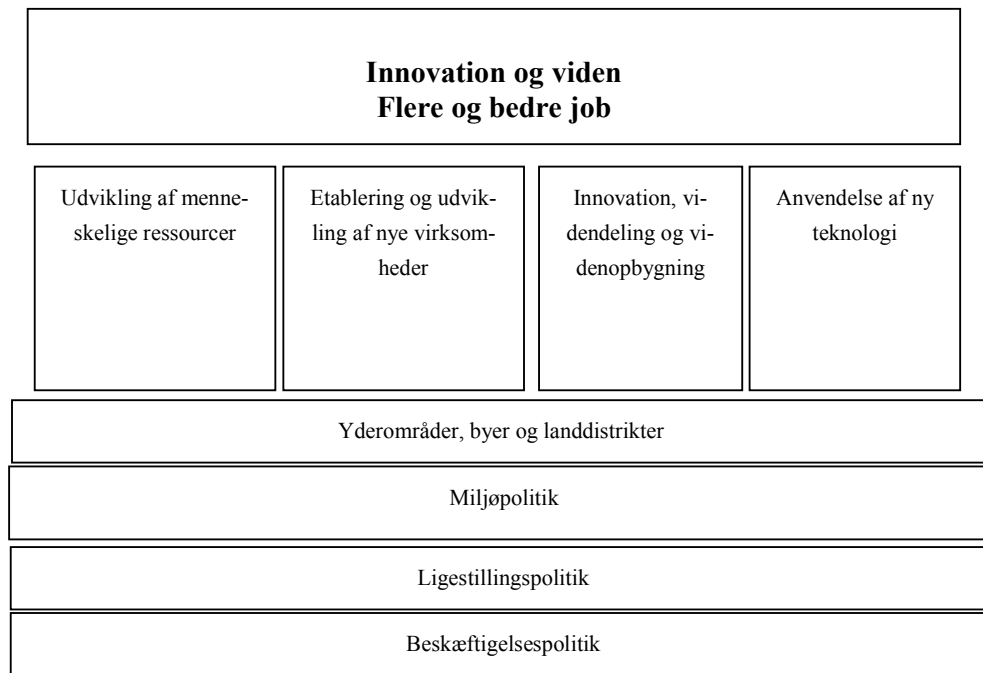 Innovation og viden
Flere og bedre job
Udvikling af menne-
skelige ressourcer
Etablering og udvik-
ling af nye virksom-
heder
Innovation, vi-
dendeling og vi-
denopbygning
Anvendelse af ny
teknologi
Yderområder, byer og landdistrikter
Miljøpolitik
Ligestillingspolitik
Beskæftigelsespolitik